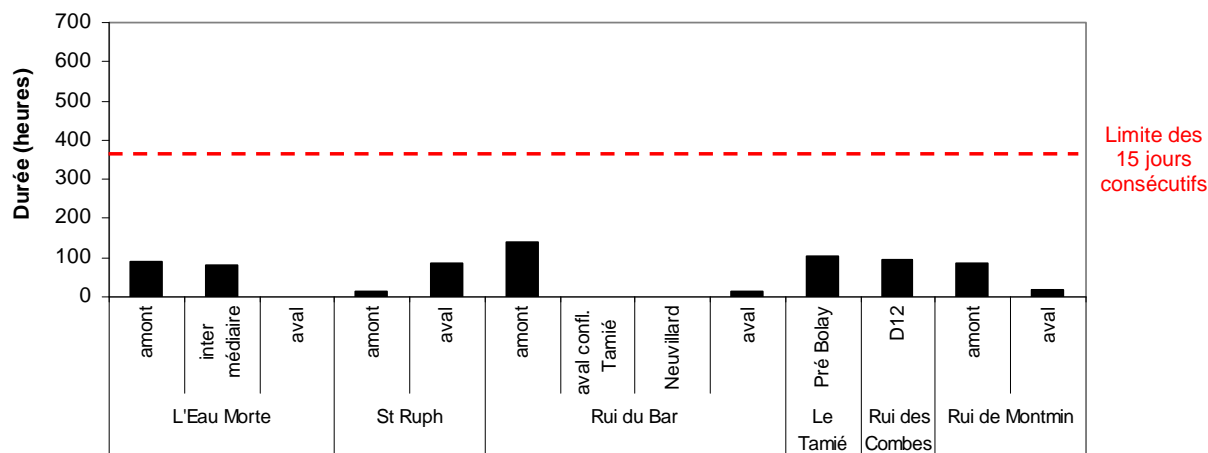 700
600
500
400
300
200
100
0
Durée (heures)
Limite des
15 jours
consécutifs
amont
inter
médiaire
aval
amont
aval
amont
aval confl.
Tamié
Neuvillard
aval
Pré Bolay
D12
amont
aval
L'Eau Morte
St Ruph
Rui du Bar
Le
Tamié
Rui des
Combes
Rui de Montmin